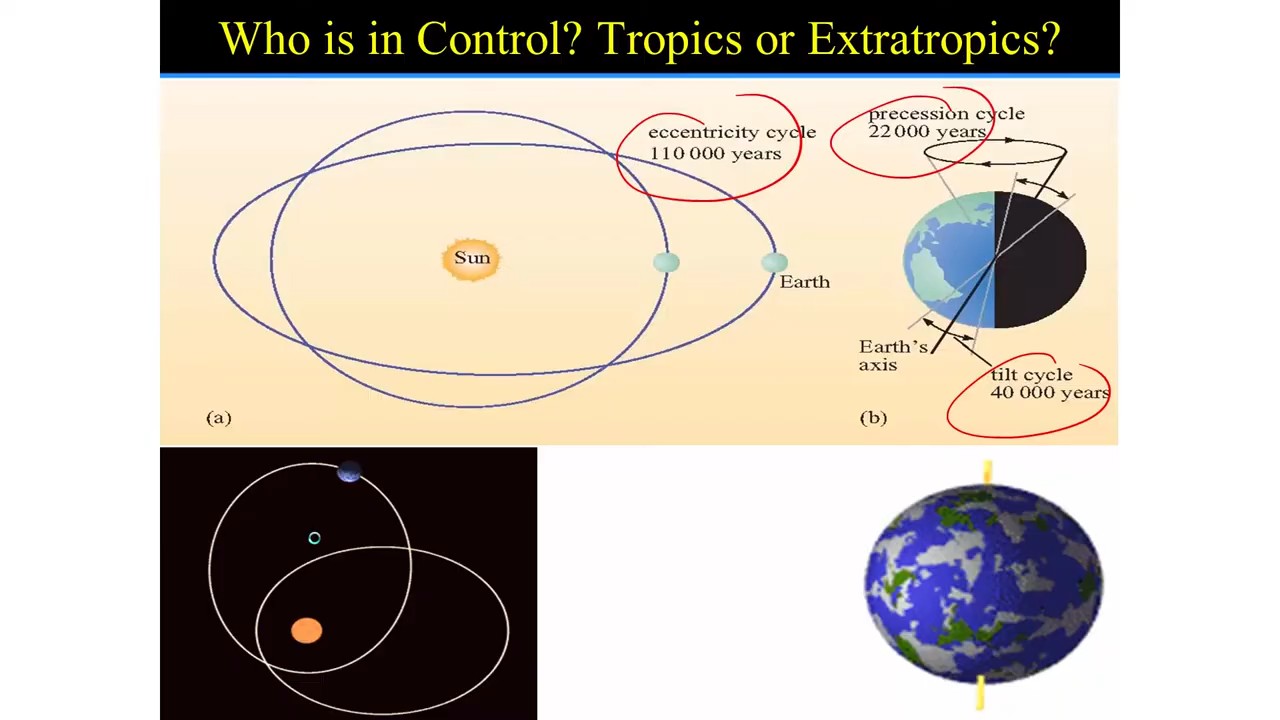 Who is in Control? Tropics or Extratropics?
eccentricity cycle
110 000 years
precession cycle
22 000 years
Sun
Earth
Earth's
axis
tilt cycle
40 000 years
(a)
(b)